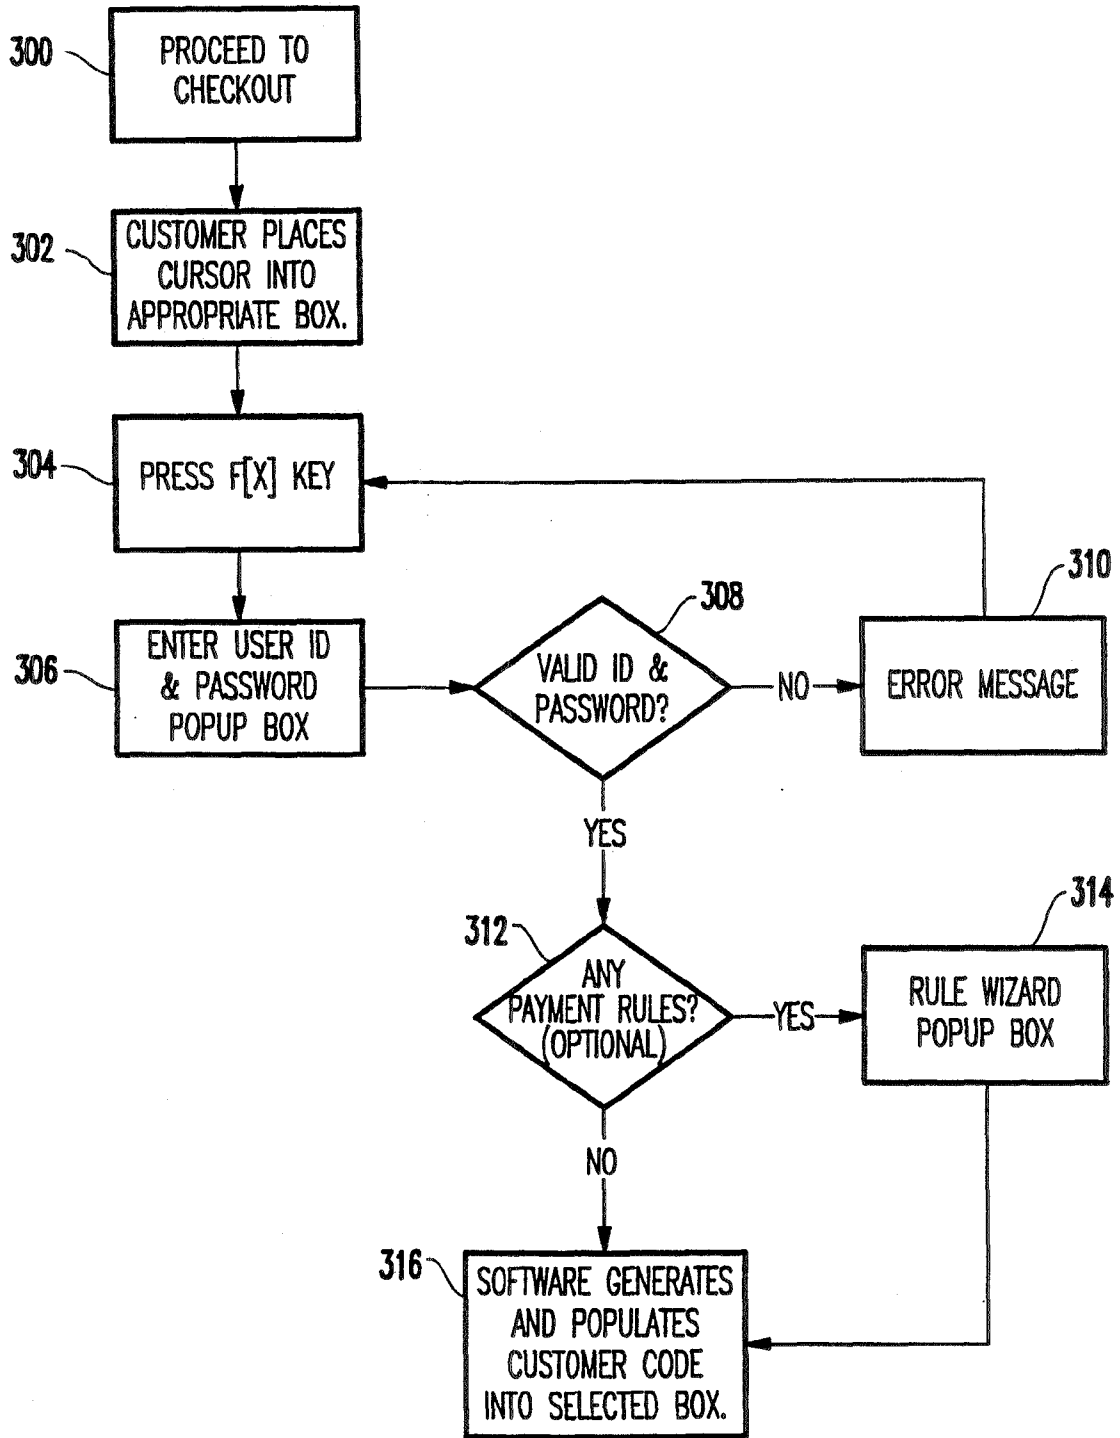 300
PROCEED TO
CHECKOUT
302
CUSTOMER PLACES
CURSOR INTO
APPROPRIATE BOX.
304
PRESS F[X] KEY
306
ENTER USER ID
& PASSWORD
POPUP BOX
308
VALID ID &
PASSWORD?
NO
310
ERROR MESSAGE
YES
312
ANY
PAYMENT RULES?
(OPTIONAL)
YES
314
RULE WIZARD
POPUP BOX
NO
316
SOFTWARE GENERATES
AND POPULATES
CUSTOMER CODE
INTO SELECTED BOX.